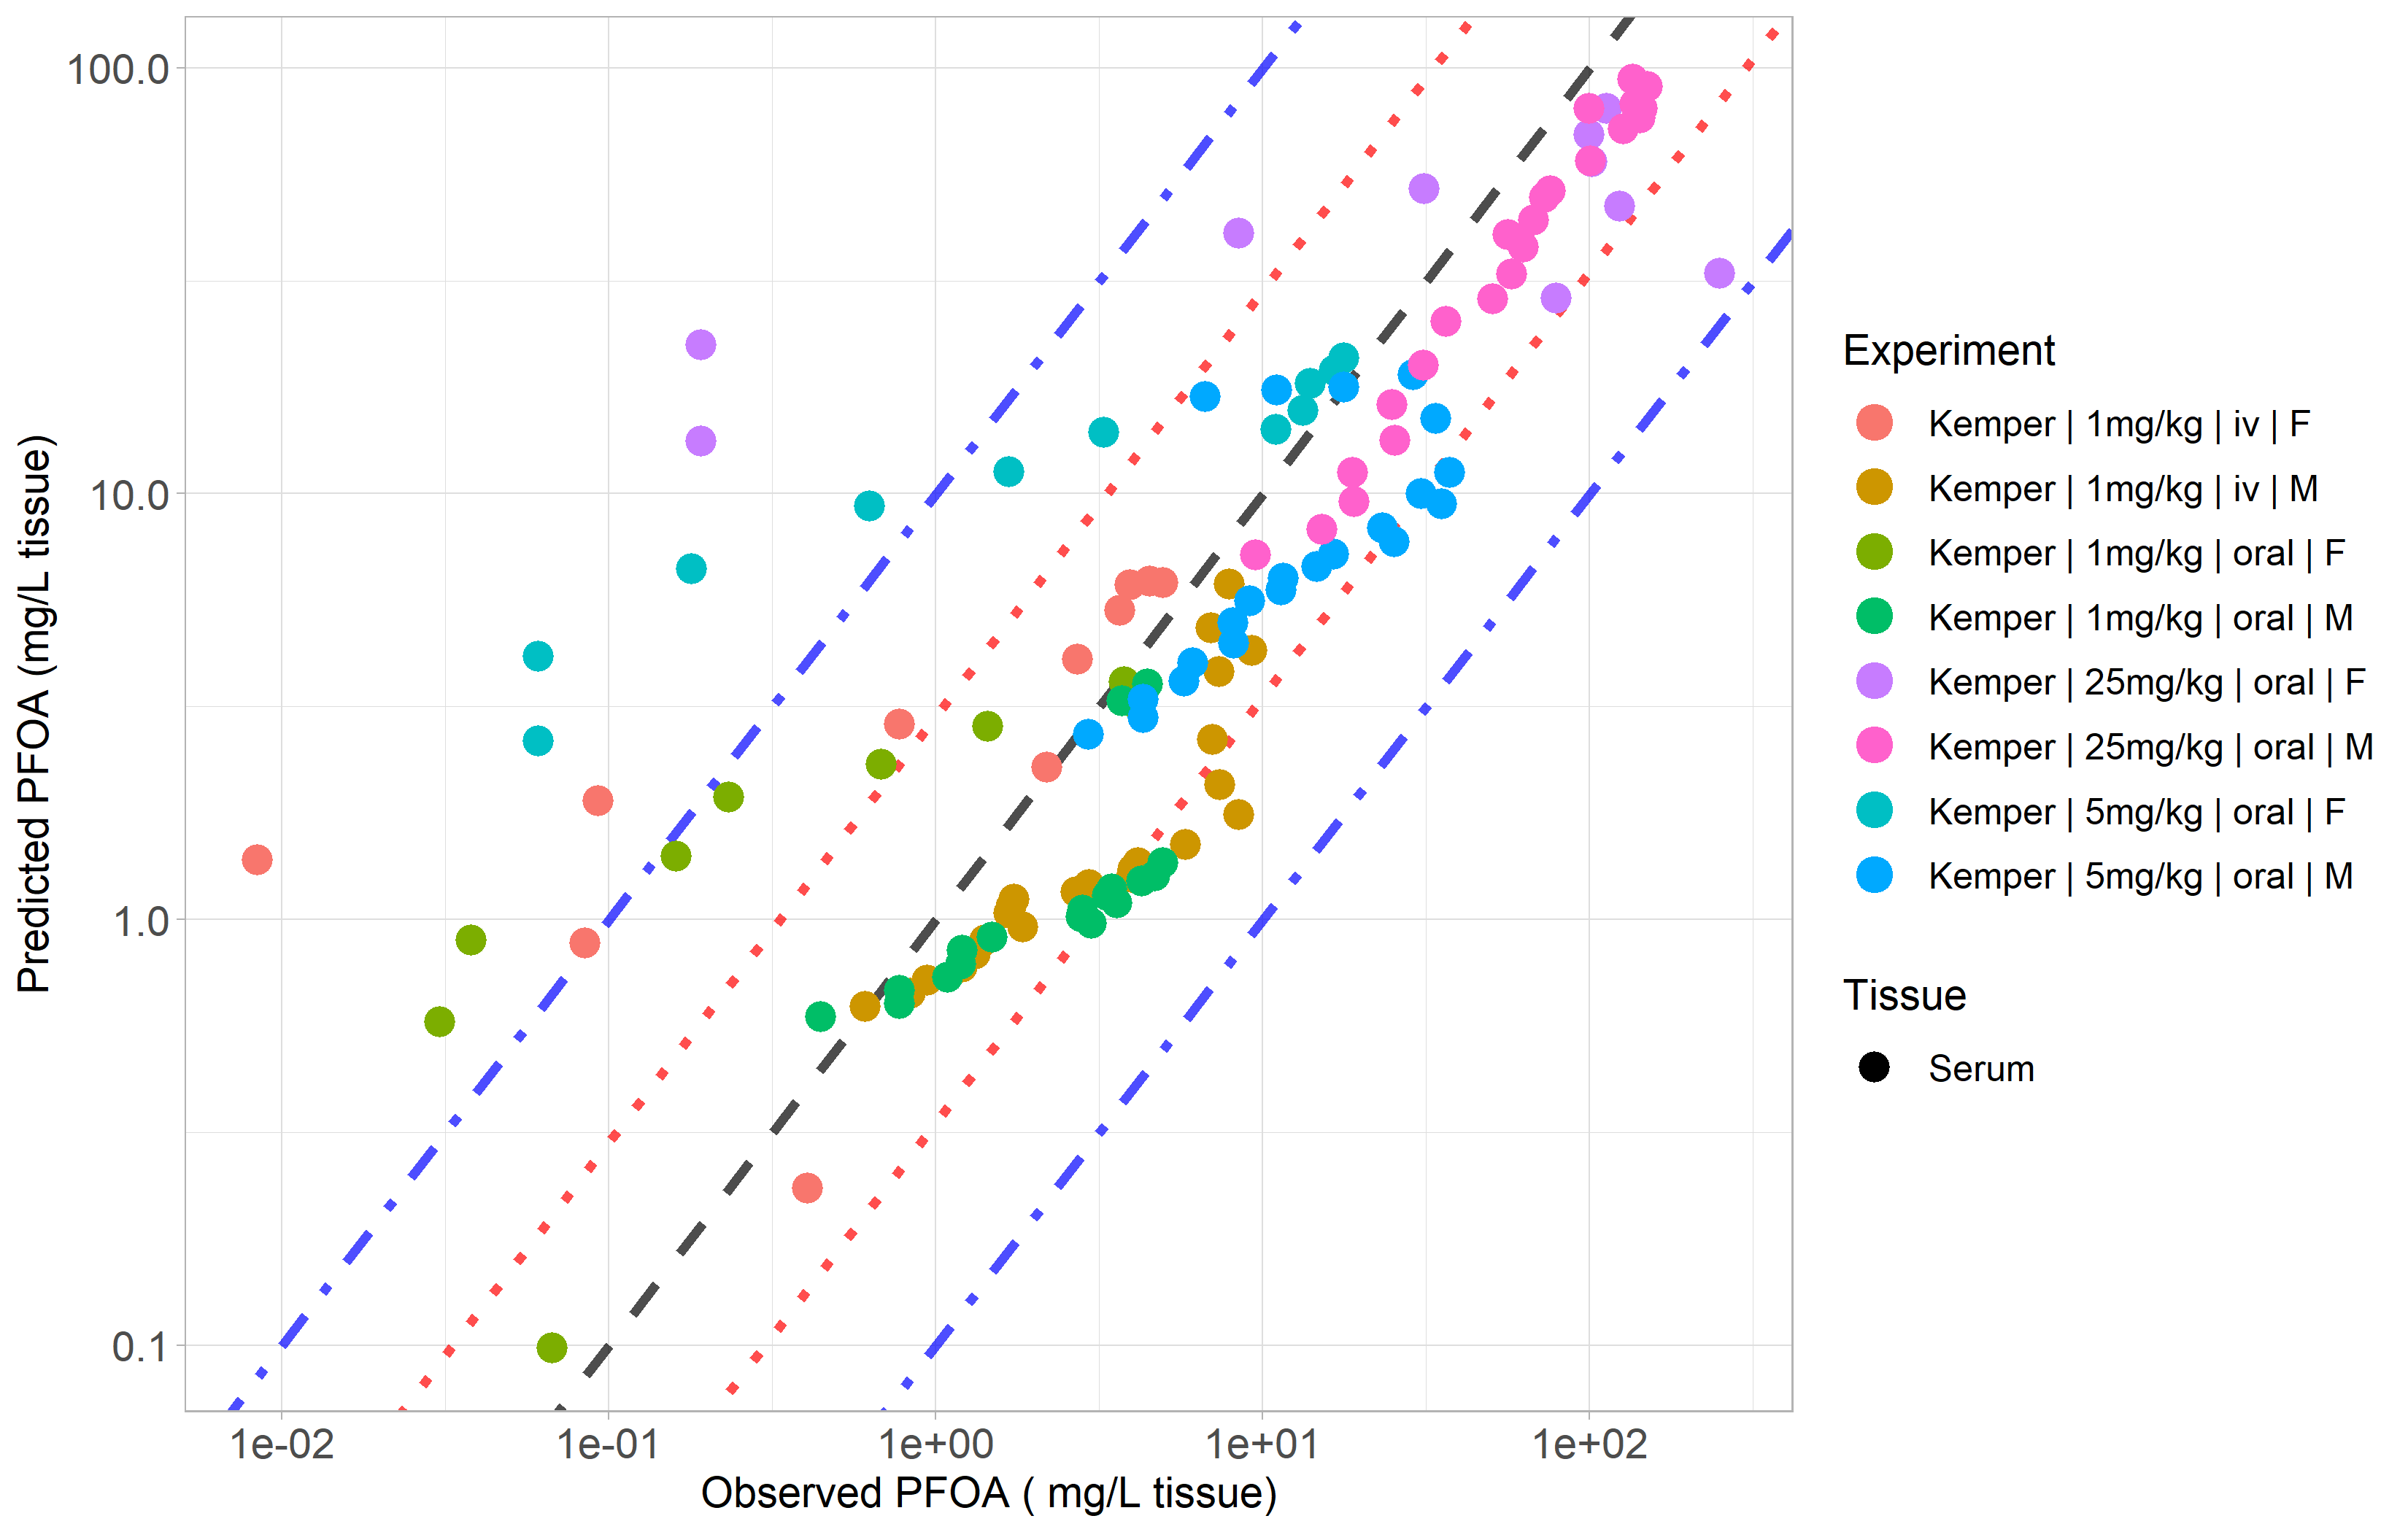 Predicted PFOA (mg/L tissue)
100.0
10.0
1.0
0.1
1e-02
1e-01
1e+00
1e+01
1e+02
Observed PFOA ( mg/L tissue)
Experiment
Kemper | 1mg/kg | iv | F
Kemper | 1mg/kg | iv | M
Kemper | 1mg/kg | oral | F
Kemper | 1mg/kg | oral | M
Kemper | 25mg/kg | oral | F
Kemper | 25mg/kg | oral | M
Kemper | 5mg/kg | oral | F
Kemper | 5mg/kg | oral | M
Tissue
Serum